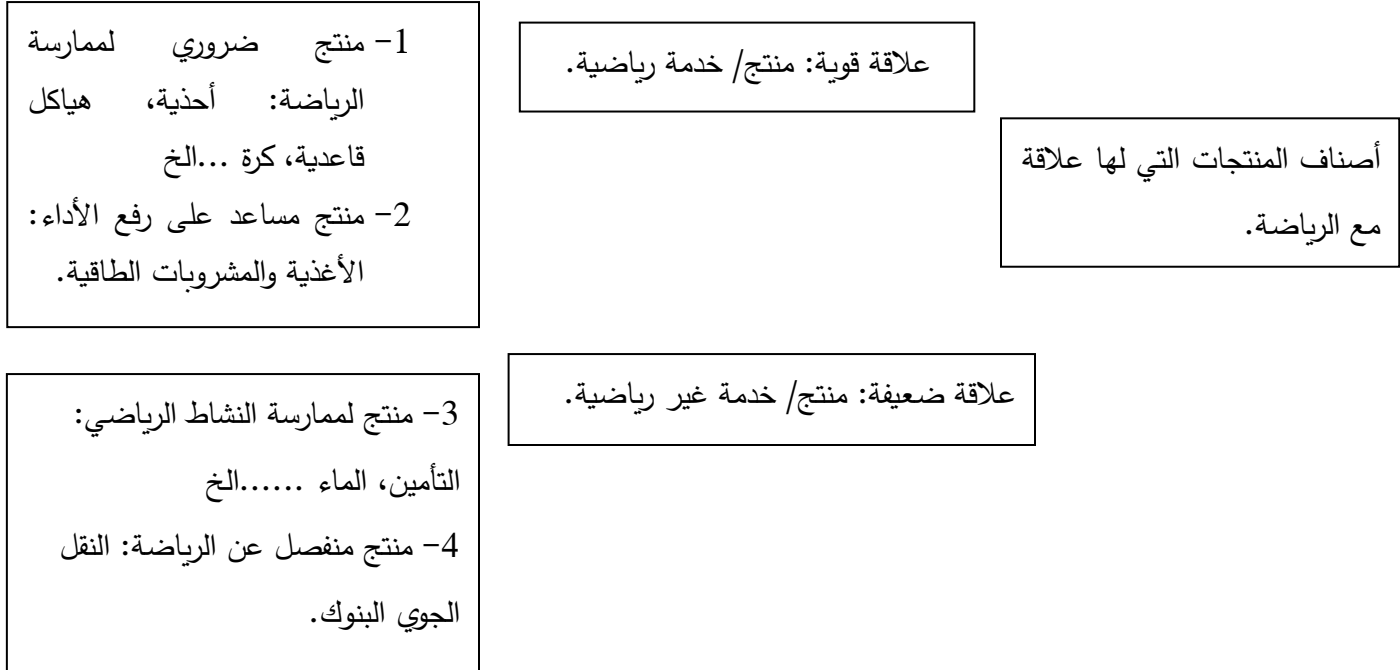 أصناف المنتجات التي لها علاقة
مع الرياضة.
علاقة قوية: منتج/ خدمة رياضية.
1- منتج ضروري لممارسة
الرياضة: أحذية، هياكل
قاعدية، كرة ...الخ
2- منتج مساعد على رفع الأداء:
الأغذية والمشروبات الطاقية.
علاقة ضعيفة: منتج/ خدمة غير رياضية.
3- منتج لممارسة النشاط الرياضي:
التأمين، الماء ......الخ
4- منتج منفصل عن الرياضة: النقل
الجوي البنوك.